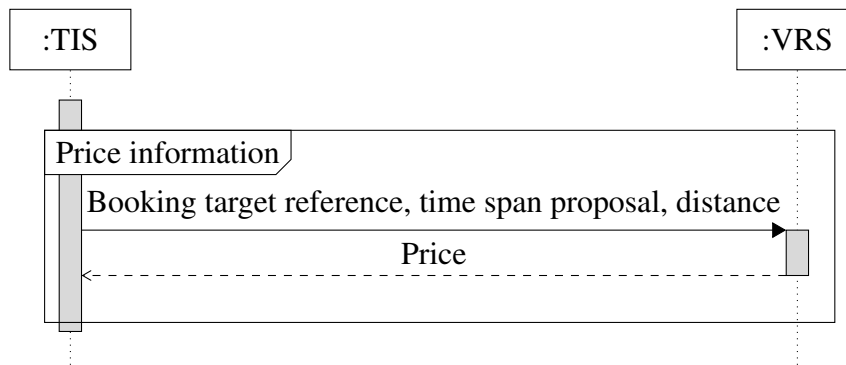 :TIS
:VRS
Price information
Booking target reference, time span proposal, distance
Price